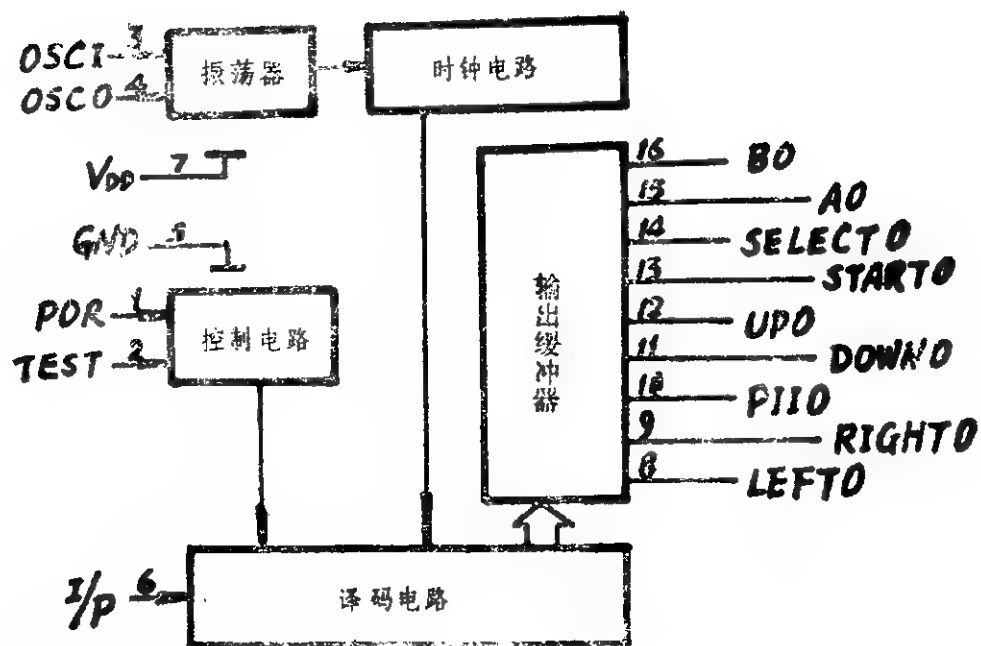 OSCI 3
振荡器
时钟电路
OSCO 4
VDD 7
GND 5
POR 1
控制电路
TEST 2
输出缓冲器
16 BO
15 AO
14 SELECTO
13 STARTO
12 UPO
11 DOWNO
10 PIIO
9 RIGHTO
8 LEFTO
I/P 6
译码电路